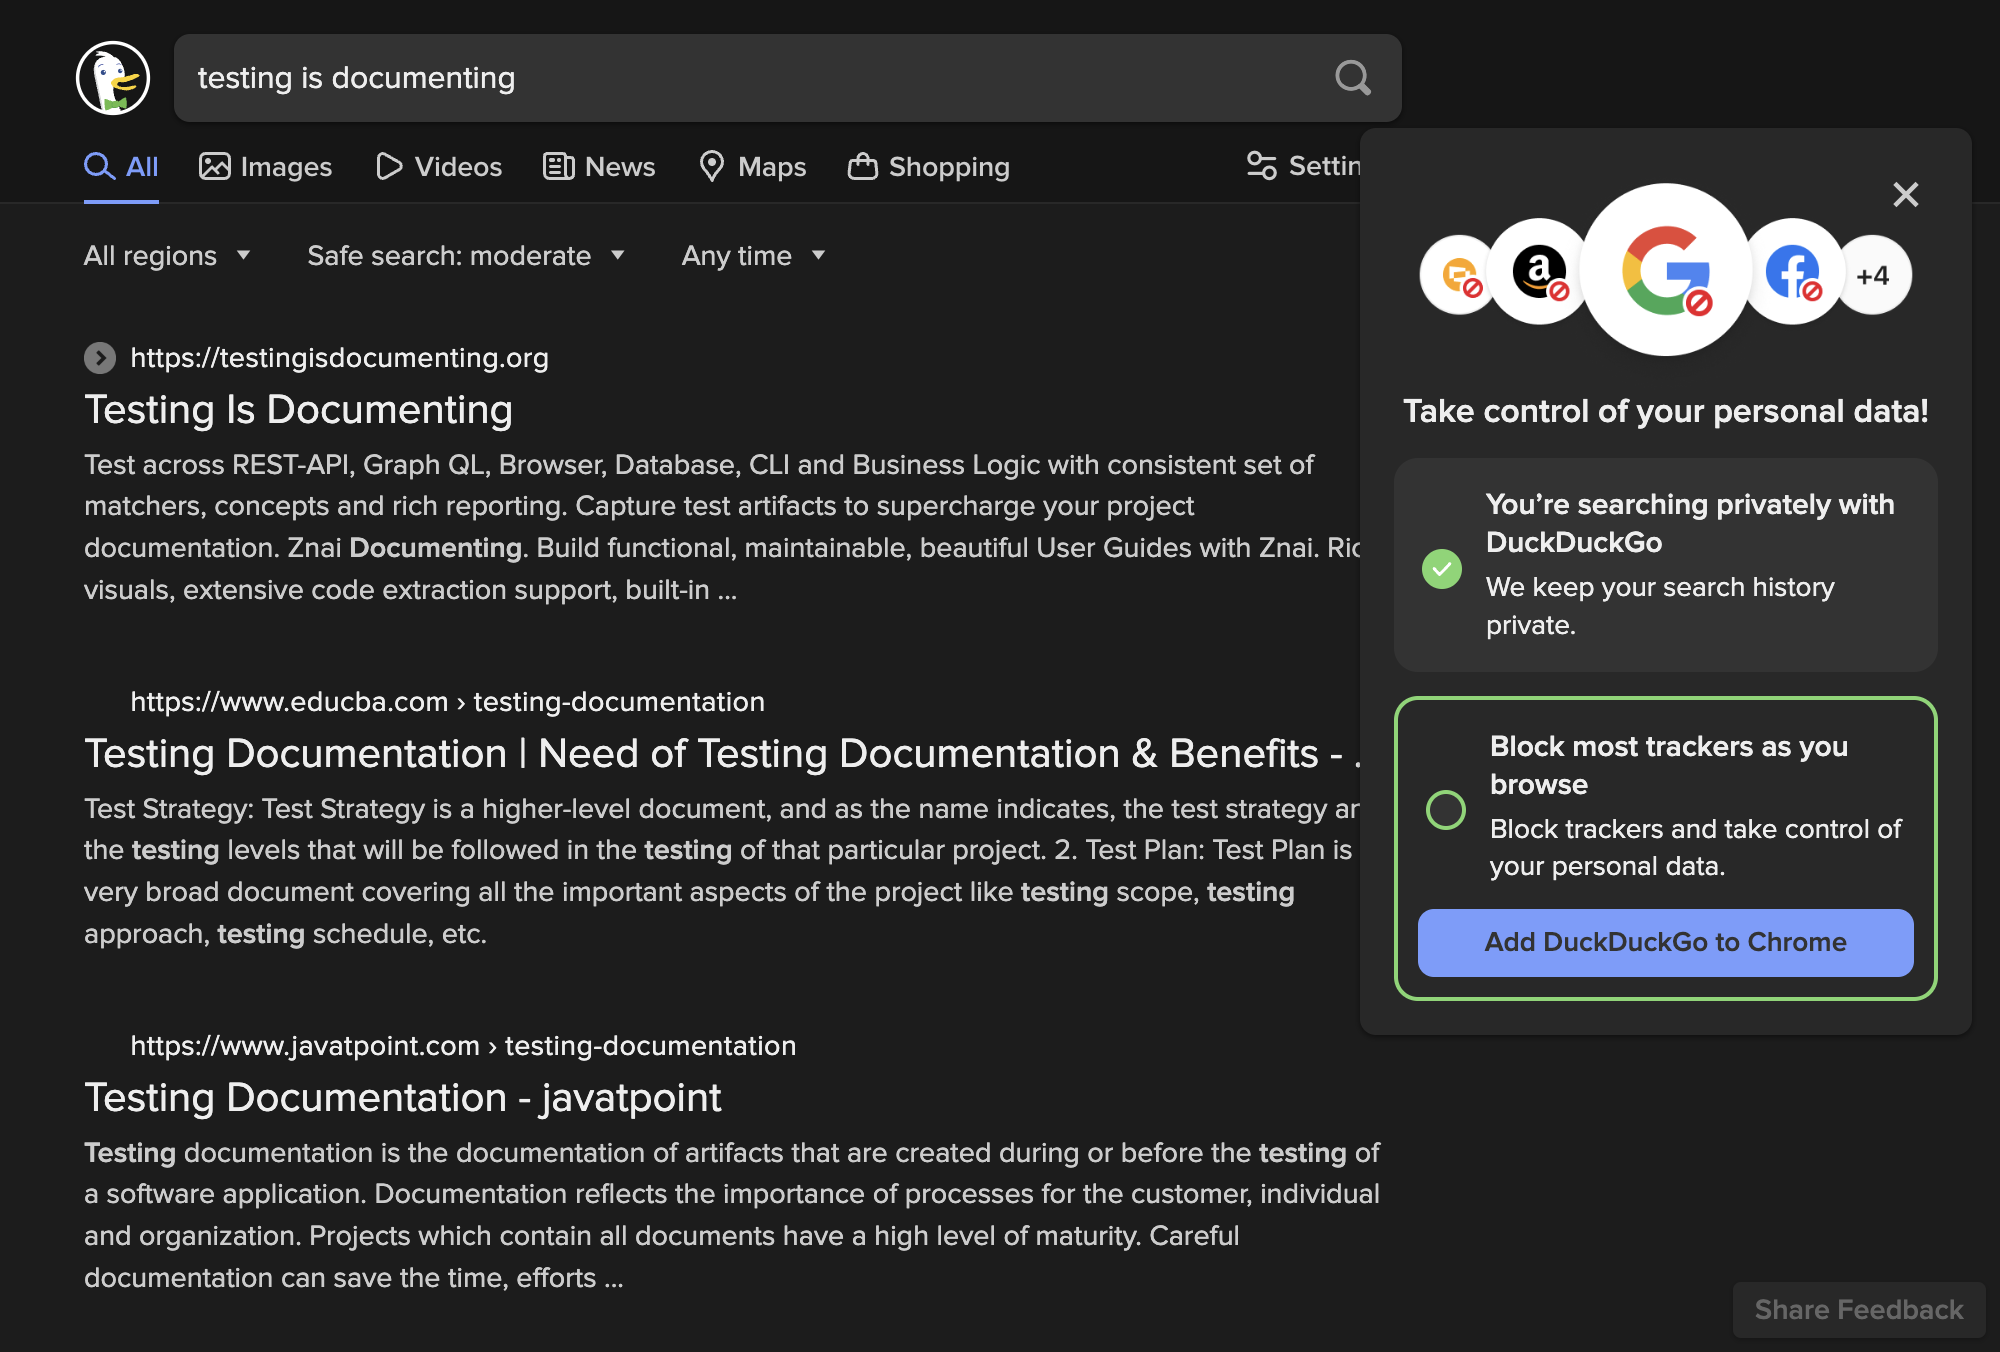 testing is documenting
All Images Videos News Maps Shopping
All regions Safe search: moderate Any time
+4
Take control of your personal data!
You're searching privately with
DuckDuckGo
We keep your search history
private.
Block most trackers as you
browse
Block trackers and take control of
your personal data.
Add DuckDuckGo to Chrome
https://testingisdocumenting.org
Testing Is Documenting
Test across REST-API, Graph QL, Browser, Database, CLI and Business Logic with consistent set of
matchers, concepts and rich reporting. Capture test artifacts to supercharge your project
documentation. Znai Documenting. Build functional, maintainable, beautiful User Guides with Znai.
visuals, extensive code extraction support, built-in ...
https://www.educba.com › testing-documentation
Testing Documentation | Need of Testing Documentation & Benefits -
Test Strategy: Test Strategy is a higher-level document, and as the name indicates, the test strategy
the testing levels that will be followed in the testing of that particular project. 2. Test Plan: Test Plan is
very broad document covering all the important aspects of the project like testing scope, testing
approach, testing schedule, etc.
https://www.javatpoint.com › testing-documentation
Testing Documentation - javatpoint
Testing documentation is the documentation of artifacts that are created during or before the testing of
a software application. Documentation reflects the importance of processes for the customer, individual
and organization. Projects which contain all documents have a high level of maturity. Careful
documentation can save the time, efforts ...
Share Feedback